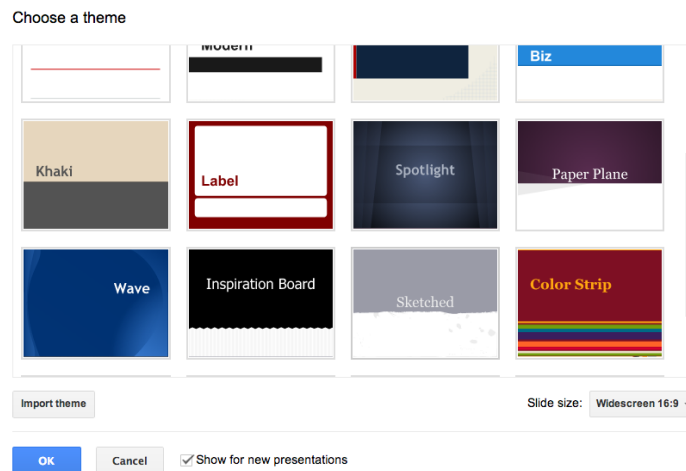 Choose a theme
Modern
Biz
Khaki
Label
Spotlight
Paper Plane
Wave
Inspiration Board
Sketched
Color Strip
Import theme
Slide size: Widescreen 16:9
OK
Cancel
Show for new presentations